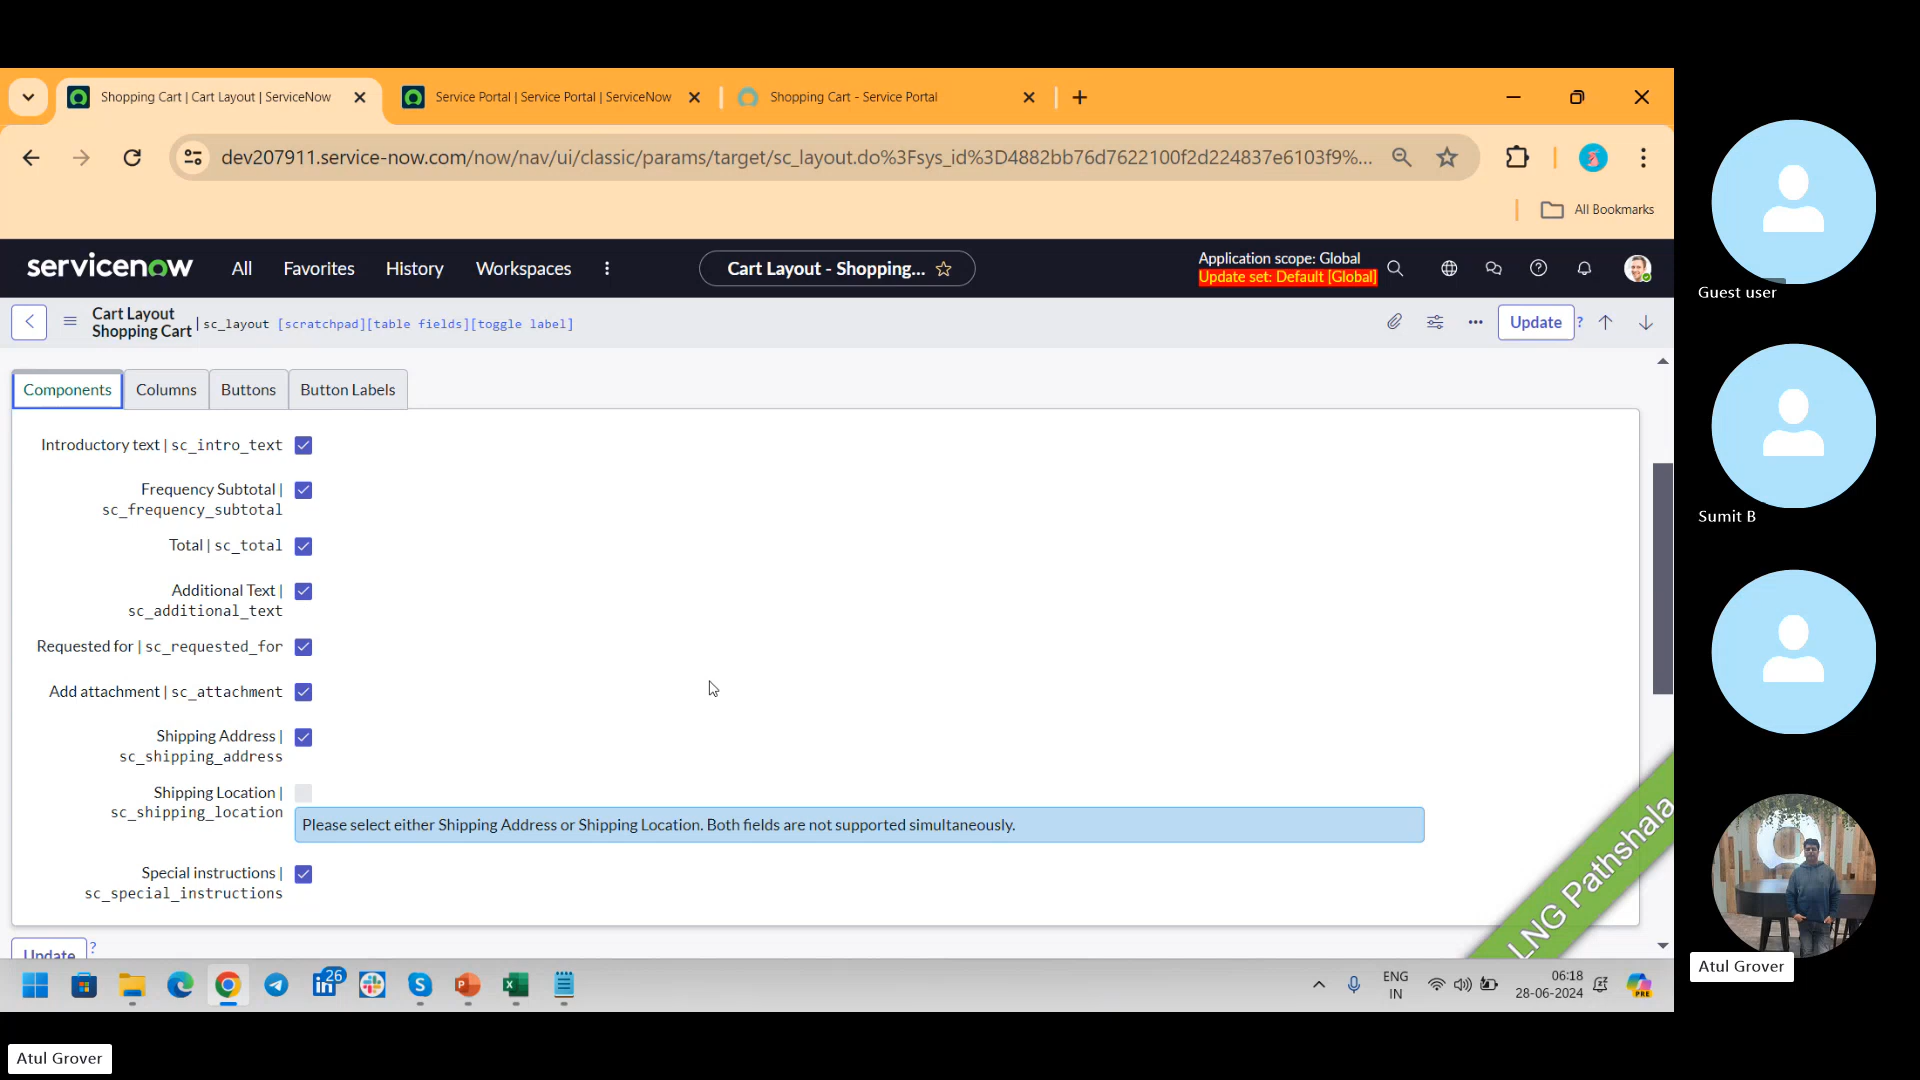 Shopping Cart | Cart Layout | ServiceNow
Service Portal | Service Portal | ServiceNow
Shopping Cart - Service Portal
dev207911.service-now.com/now/nav/ui/classic/params/target/sc_layout.do%3Fsys_id%3D4882bb76d7622100f2d224837e6103f9%...
All Bookmarks
servicenow
All
Favorites
History
Workspaces
Cart Layout - Shopping...
Application scope: Global
Update set: Default [Global]
Cart Layout
Shopping Cart
| sc_layout [scratchpad][table fields][toggle label]
Update
?
Components
Columns
Buttons
Button Labels
Introductory text | sc_intro_text
Frequency Subtotal |
sc_frequency_subtotal
Total | sc_total
Additional Text |
sc_additional_text
Requested for | sc_requested_for
Add attachment | sc_attachment
Shipping Address |
sc_shipping_address
Shipping Location |
sc_shipping_location
Please select either Shipping Address or Shipping Location. Both fields are not supported simultaneously.
Special instructions |
sc_special_instructions
Update
?
LNG Pathshala
26
ENG
IN
06:18
28-06-2024
PRE
Guest user
Sumit B
Atul Grover
Atul Grover